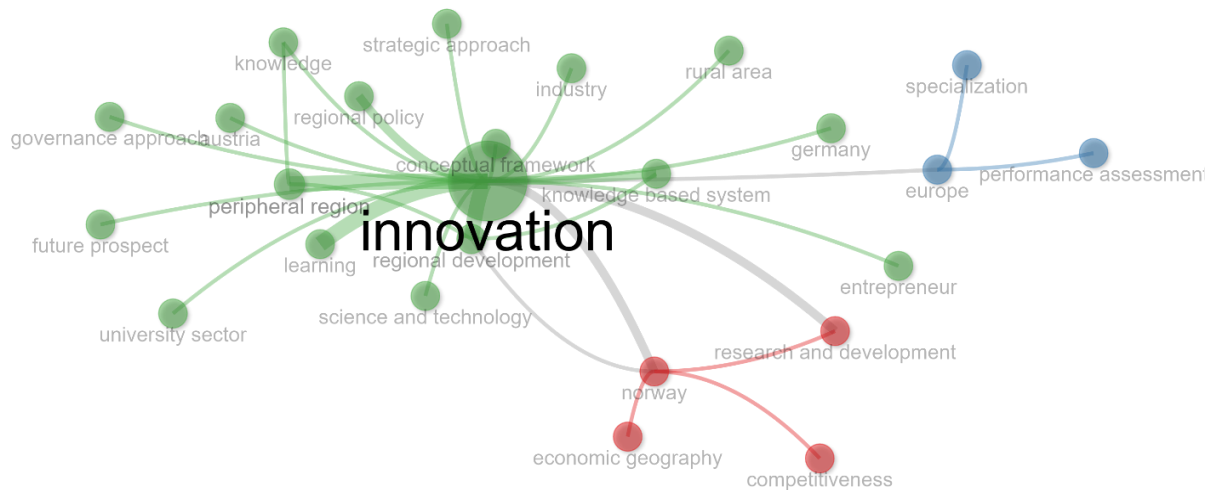 strategic approach
knowledge
rural area
specialization
industry
regional policy
governance approach
austria
germany
conceptual framework
performance assessment
knowledge based system
europe
peripheral region
innovation
future prospect
learning
regional development
entrepreneur
science and technology
university sector
research and development
norway
economic geography
competitiveness